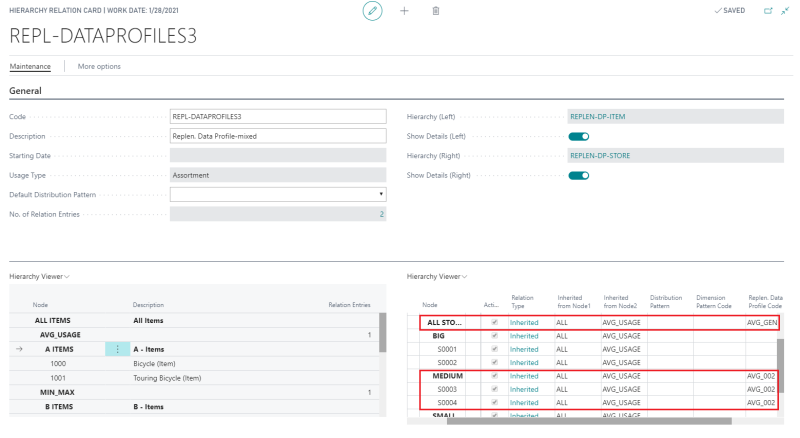 HIERARCHY RELATION CARD | WORK DATE: 1/28/2021
SAVED
REPL-DATAPROFILES3
Maintenance
More options
General
Code REPL-DATAPROFILES3 Hierarchy (Left) REPLEN-DP-ITEM
Description Replen. Data Profile-mixed Show Details (Left)
Starting Date Hierarchy (Right) REPLEN-DP-STORE
Usage Type Assortment Show Details (Right)
Default Distribution Pattern
No. of Relation Entries 2
Hierarchy Viewer
Node Description Relation Entries
ALL ITEMS All Items
AVG_USAGE 1
A ITEMS A - Items
1000 Bicycle (Item)
1001 Touring Bicycle (Item)
MIN_MAX 1
B ITEMS B - Items
Hierarchy Viewer
Node Acti... Relation Type Inherited from Node1 Inherited from Node2 Distribution Pattern Dimension Pattern Code Replen. Data Profile Code
ALL STO... Inherited ALL AVG_USAGE AVG_GEN
BIG Inherited ALL AVG_USAGE
S0001 Inherited ALL AVG_USAGE
S0002 Inherited ALL AVG_USAGE
MEDIUM Inherited ALL AVG_USAGE AVG_002
S0003 Inherited ALL AVG_USAGE AVG_002
S0004 Inherited ALL AVG_USAGE AVG_002
SMALL Inherited ALL AVG_USAGE